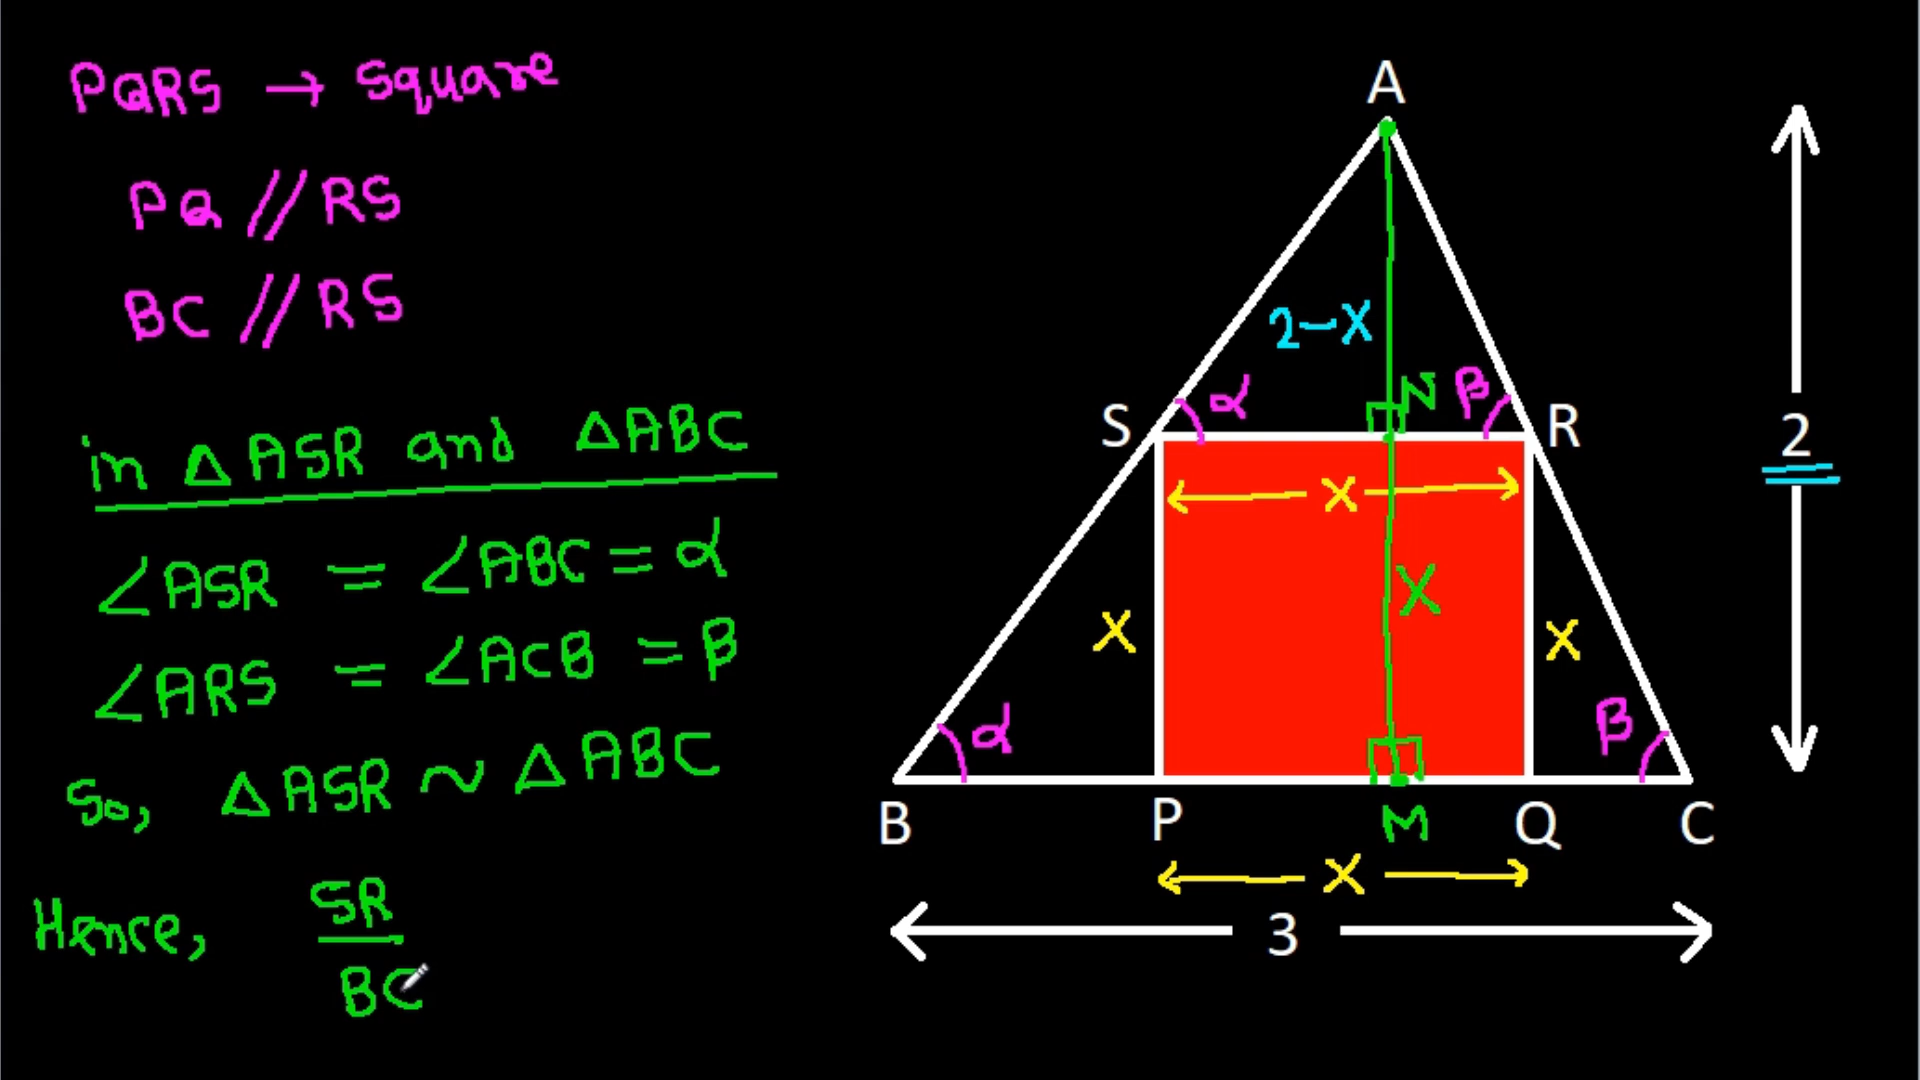 PQRS → Square
PQ // RS
BC // RS
in △ ASR and △ABC
∠ASR = ∠ABC = α
∠ARS = ∠ACB = β
So, △ ASR ~ △ ABC
Hence, SR
BC
A
2-X
N
α
β
S
R
2
X
X
X
X
α
β
B
P
M
Q
C
X
3